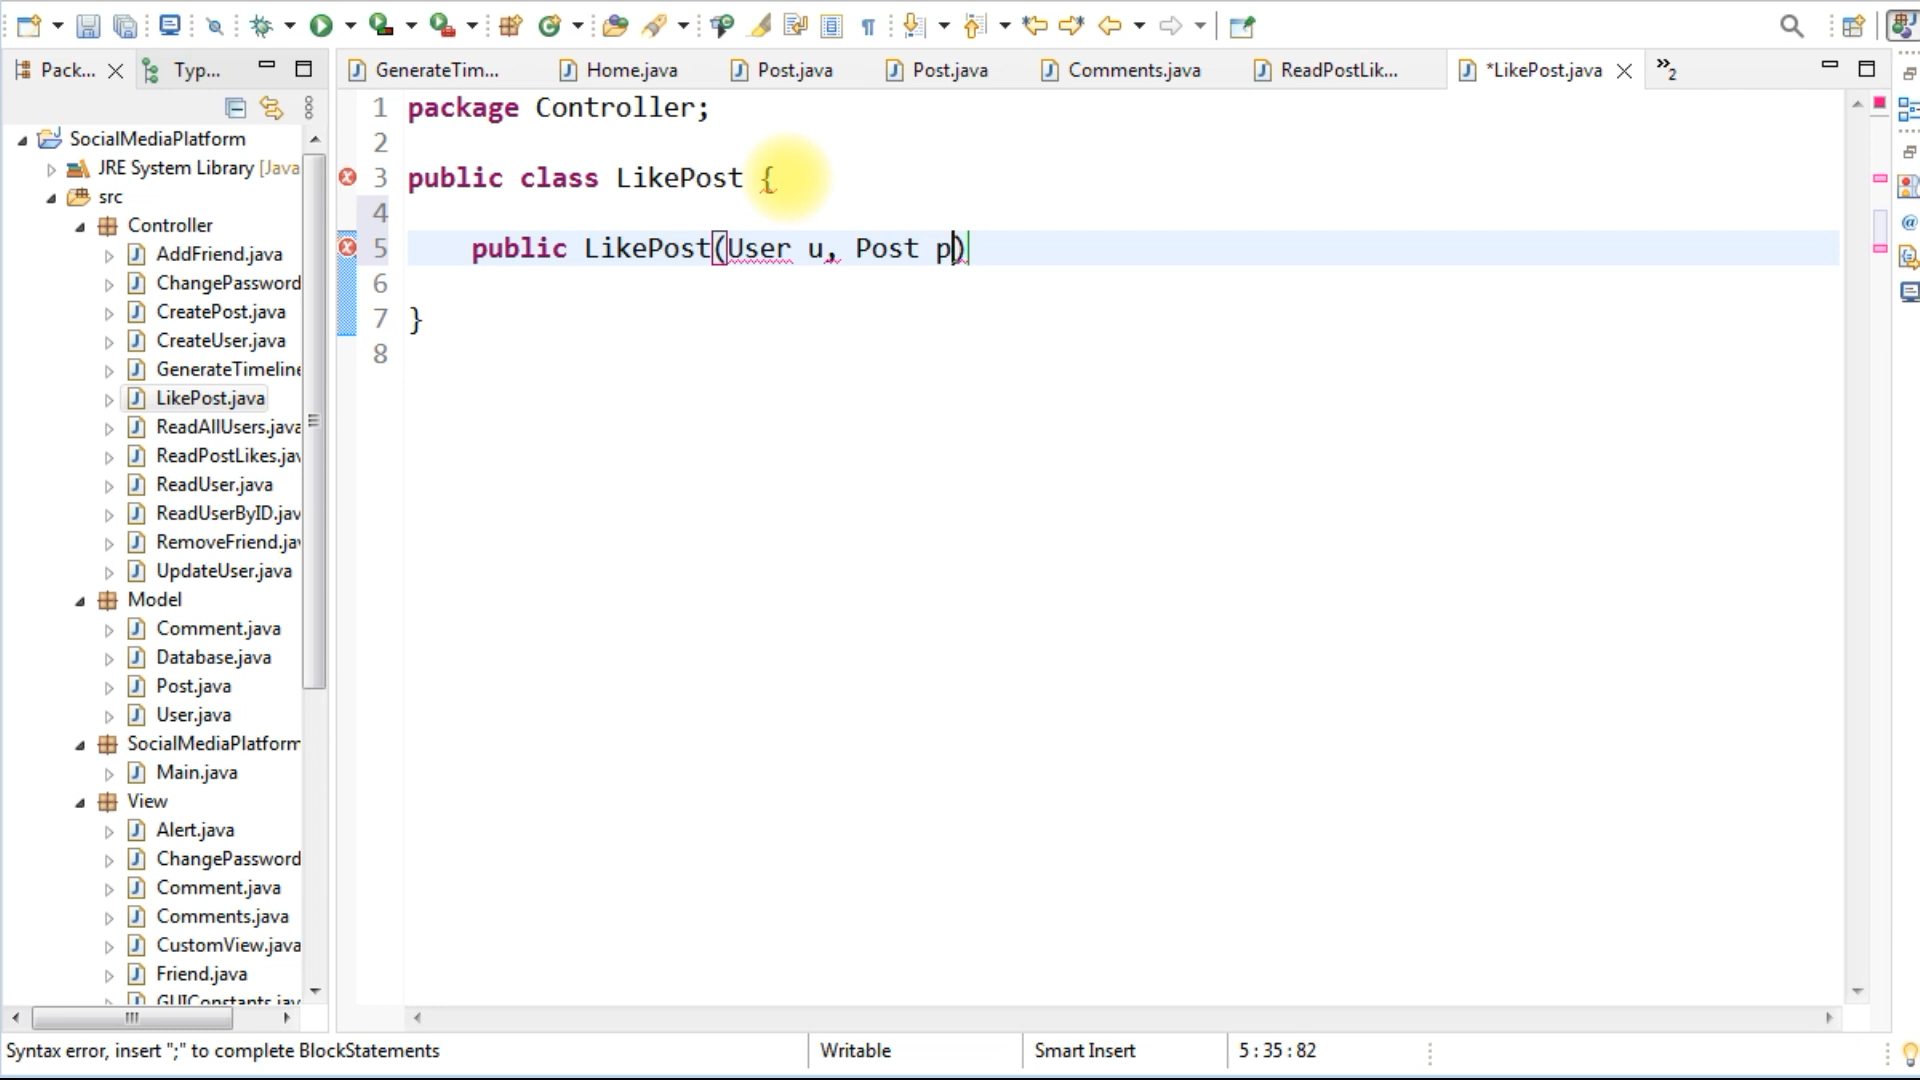 Pack...
Typ...
GenerateTim...
Home.java
Post.java
Post.java
Comments.java
ReadPostLik...
*LikePost.java
»2
SocialMediaPlatform
JRE System Library [Java
src
Controller
AddFriend.java
ChangePassword
CreatePost.java
CreateUser.java
GenerateTimeline
LikePost.java
ReadAllUsers.java
ReadPostLikes.jav
ReadUser.java
ReadUserByID.jav
RemoveFriend.jav
UpdateUser.java
Model
Comment.java
Database.java
Post.java
User.java
SocialMediaPlatform
Main.java
View
Alert.java
ChangePassword
Comment.java
Comments.java
CustomView.java
Friend.java
GUIConstants.jav
1 package Controller;
2
3 public class LikePost {
4
5 public LikePost(User u, Post p)
6
7 }
8
Syntax error, insert ";" to complete BlockStatements
Writable
Smart Insert
5 : 35 : 82